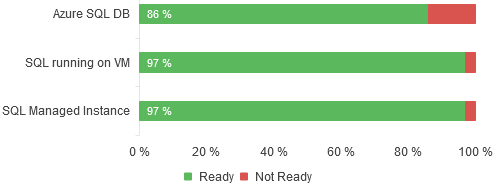 Azure SQL DB 86 %
SQL running on VM 97 %
SQL Managed Instance 97 %
0 % 20 % 40 % 60 % 80 % 100 %
Ready Not Ready